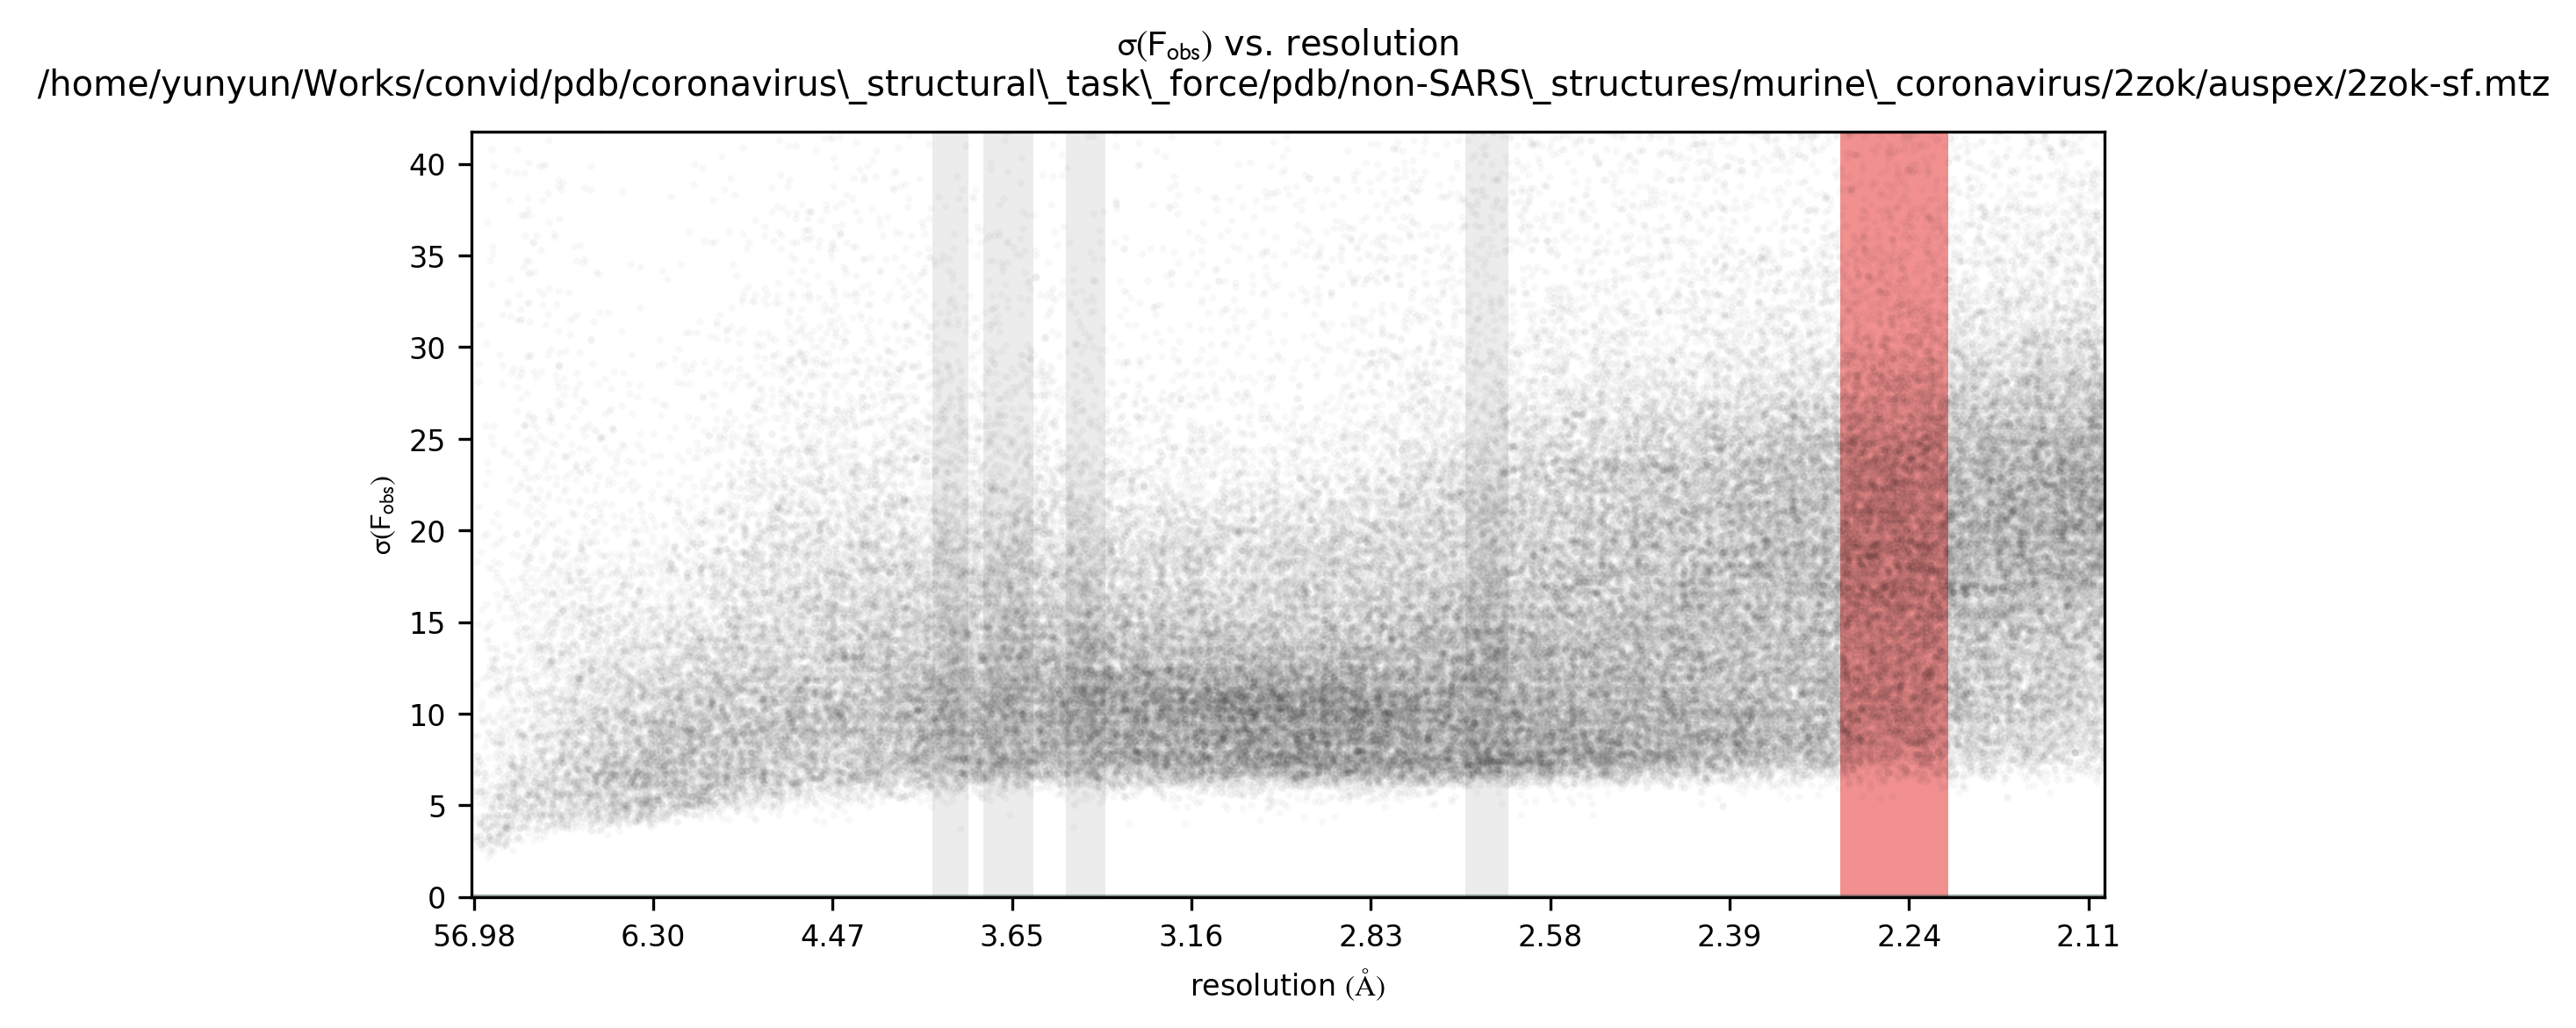 σ(Fobs) vs. resolution
/home/yunyun/Works/convid/pdb/coronavirus\_structural\_task\_force/pdb/non-SARS\_structures/murine\_coronavirus/2zok/auspex/2zok-sf.mtz
40
35
30
25
20
15
10
5
0
σ(Fobs)
56.98 6.30 4.47 3.65 3.16 2.83 2.58 2.39 2.24 2.11
resolution (Å)